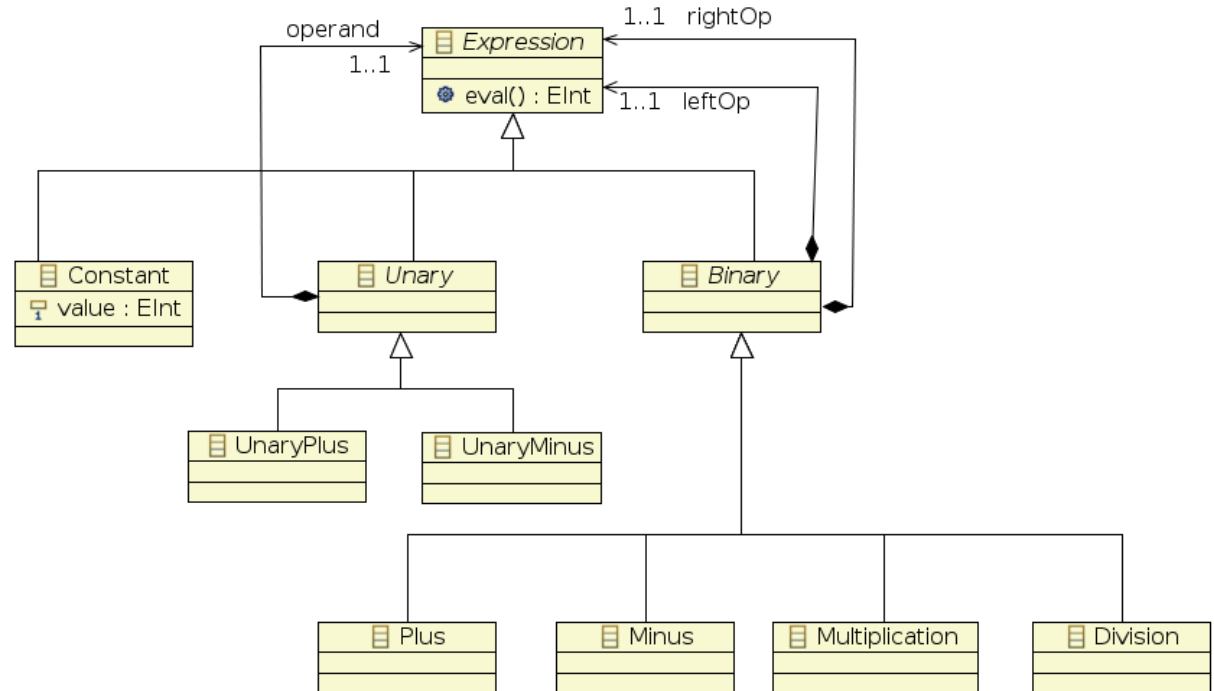 1..1 rightOp
operand
Expression
1..1
eval() : EInt
1..1 leftOp
Constant
Unary
Binary
value : EInt
UnaryPlus
UnaryMinus
Plus
Minus
Multiplication
Division